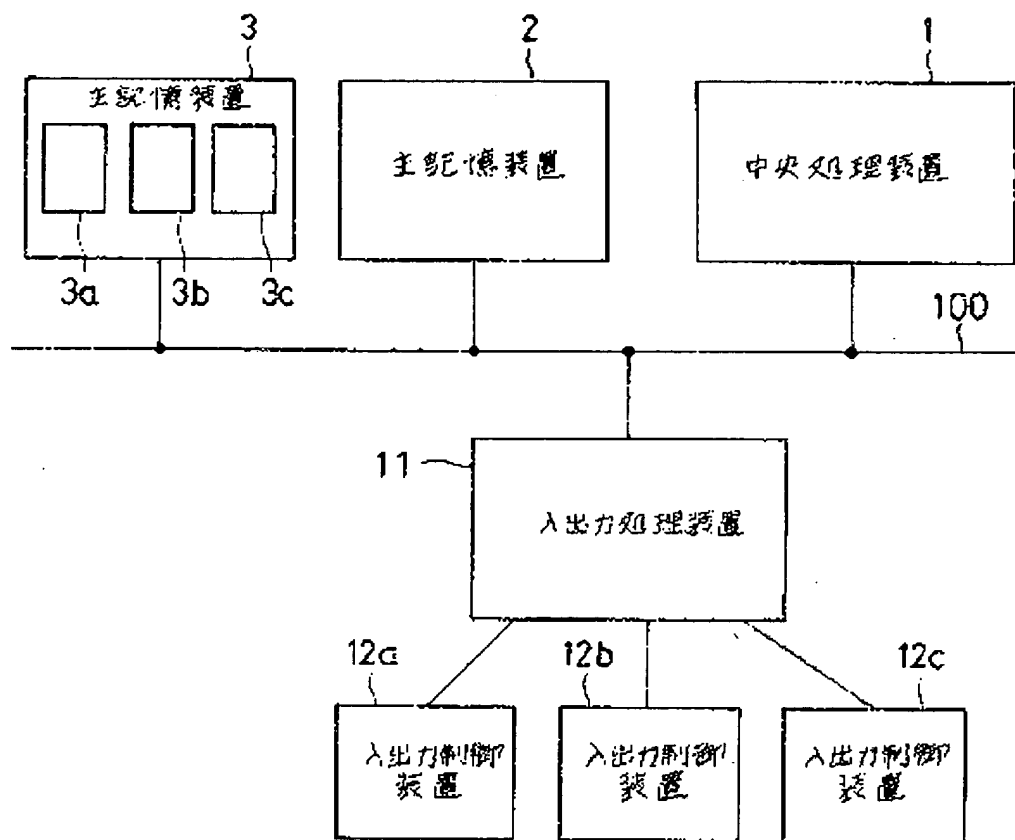 3
2
1
主記憶装置
主記憶装置
中央処理装置
3a
3b
3c
100
11
入出力処理装置
12a
12b
12c
入出力制御
装置
入出力制御
装置
入出力制御
装置